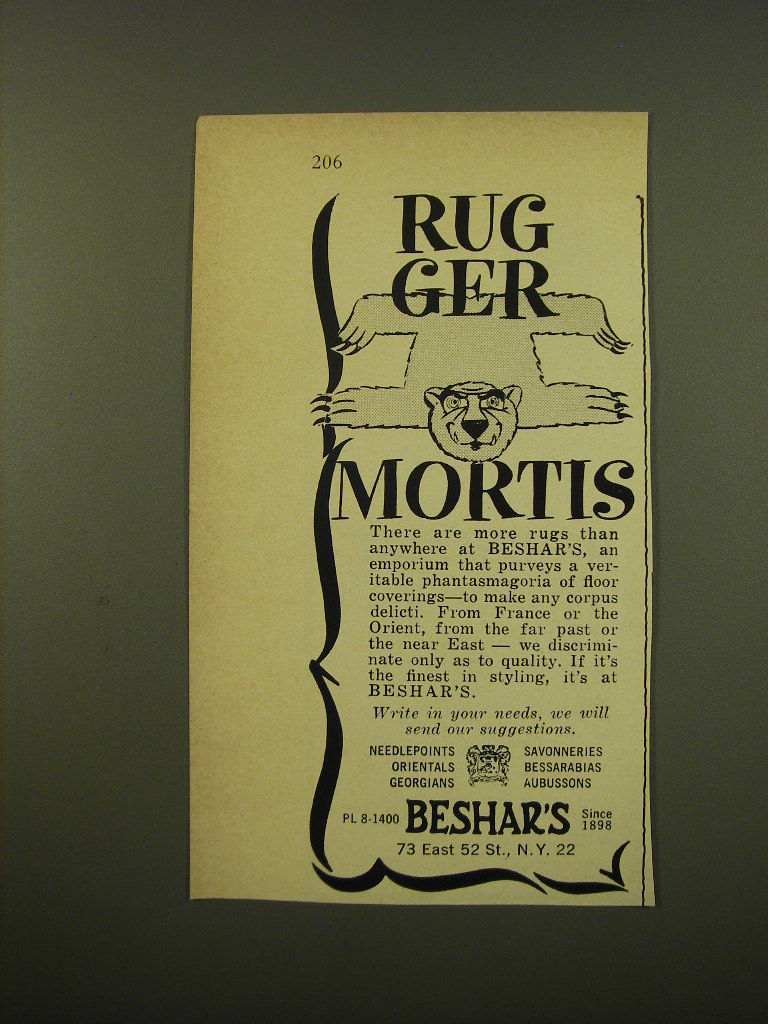 206
RUG
GER
MORTIS
There are more rugs than
anywhere at BESHAR'S, an
emporium that purveys a ver-
itable phantasmagoria of floor
coverings—to make any corpus
delicti. From France or the
Orient, from the far past or
the near East — we discrimi-
nate only as to quality. If it's
the finest in styling, it's at
BESHAR'S.
Write in your needs, we will
send our suggestions.
NEEDLEPOINTS SAVONNERIES
ORIENTALS BESSARABIAS
GEORGIANS AUBUSSONS
PL 8-1400 BESHAR'S Since 1898
73 East 52 St., N.Y. 22